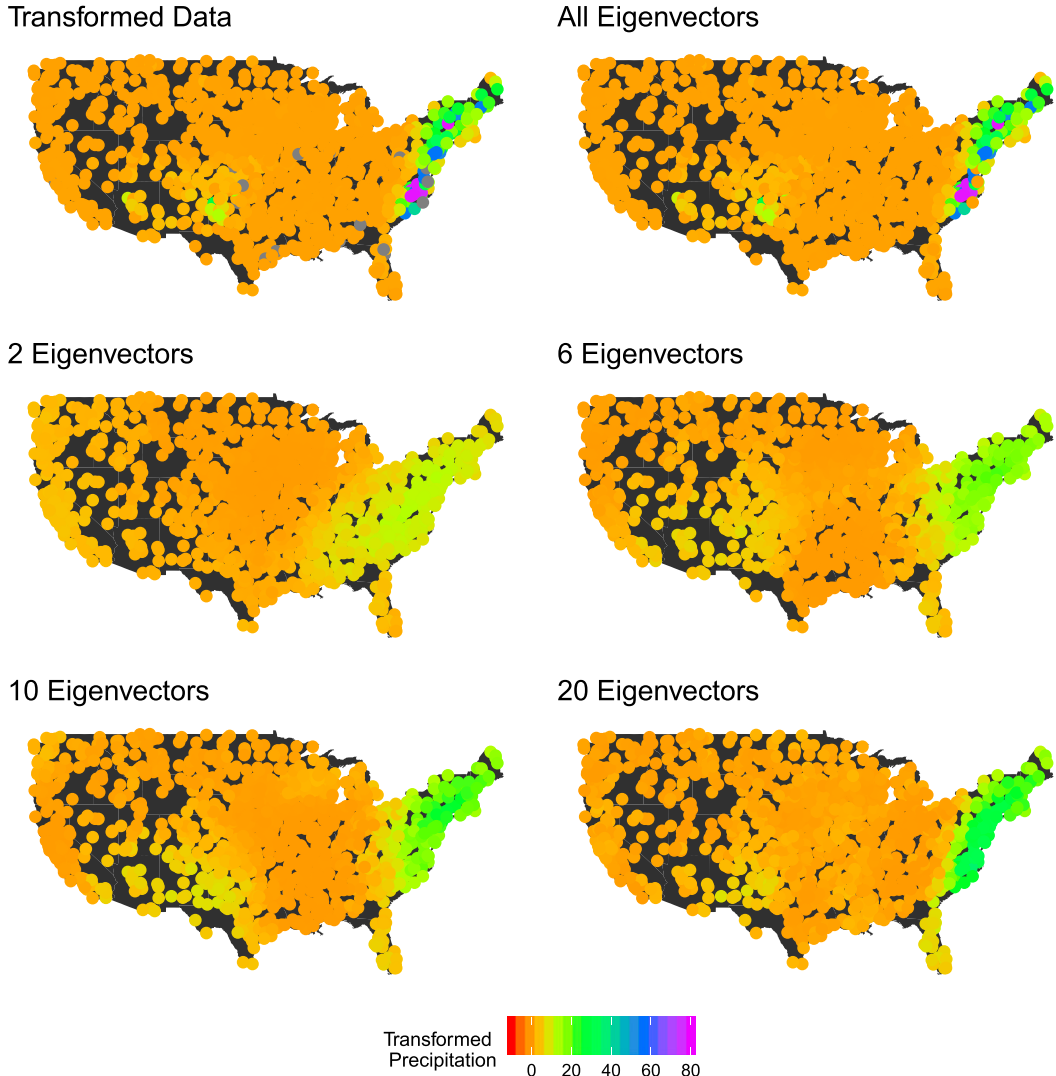 Transformed Data
All Eigenvectors
2 Eigenvectors
6 Eigenvectors
10 Eigenvectors
20 Eigenvectors
Transformed
Precipitation
0 20 40 60 80